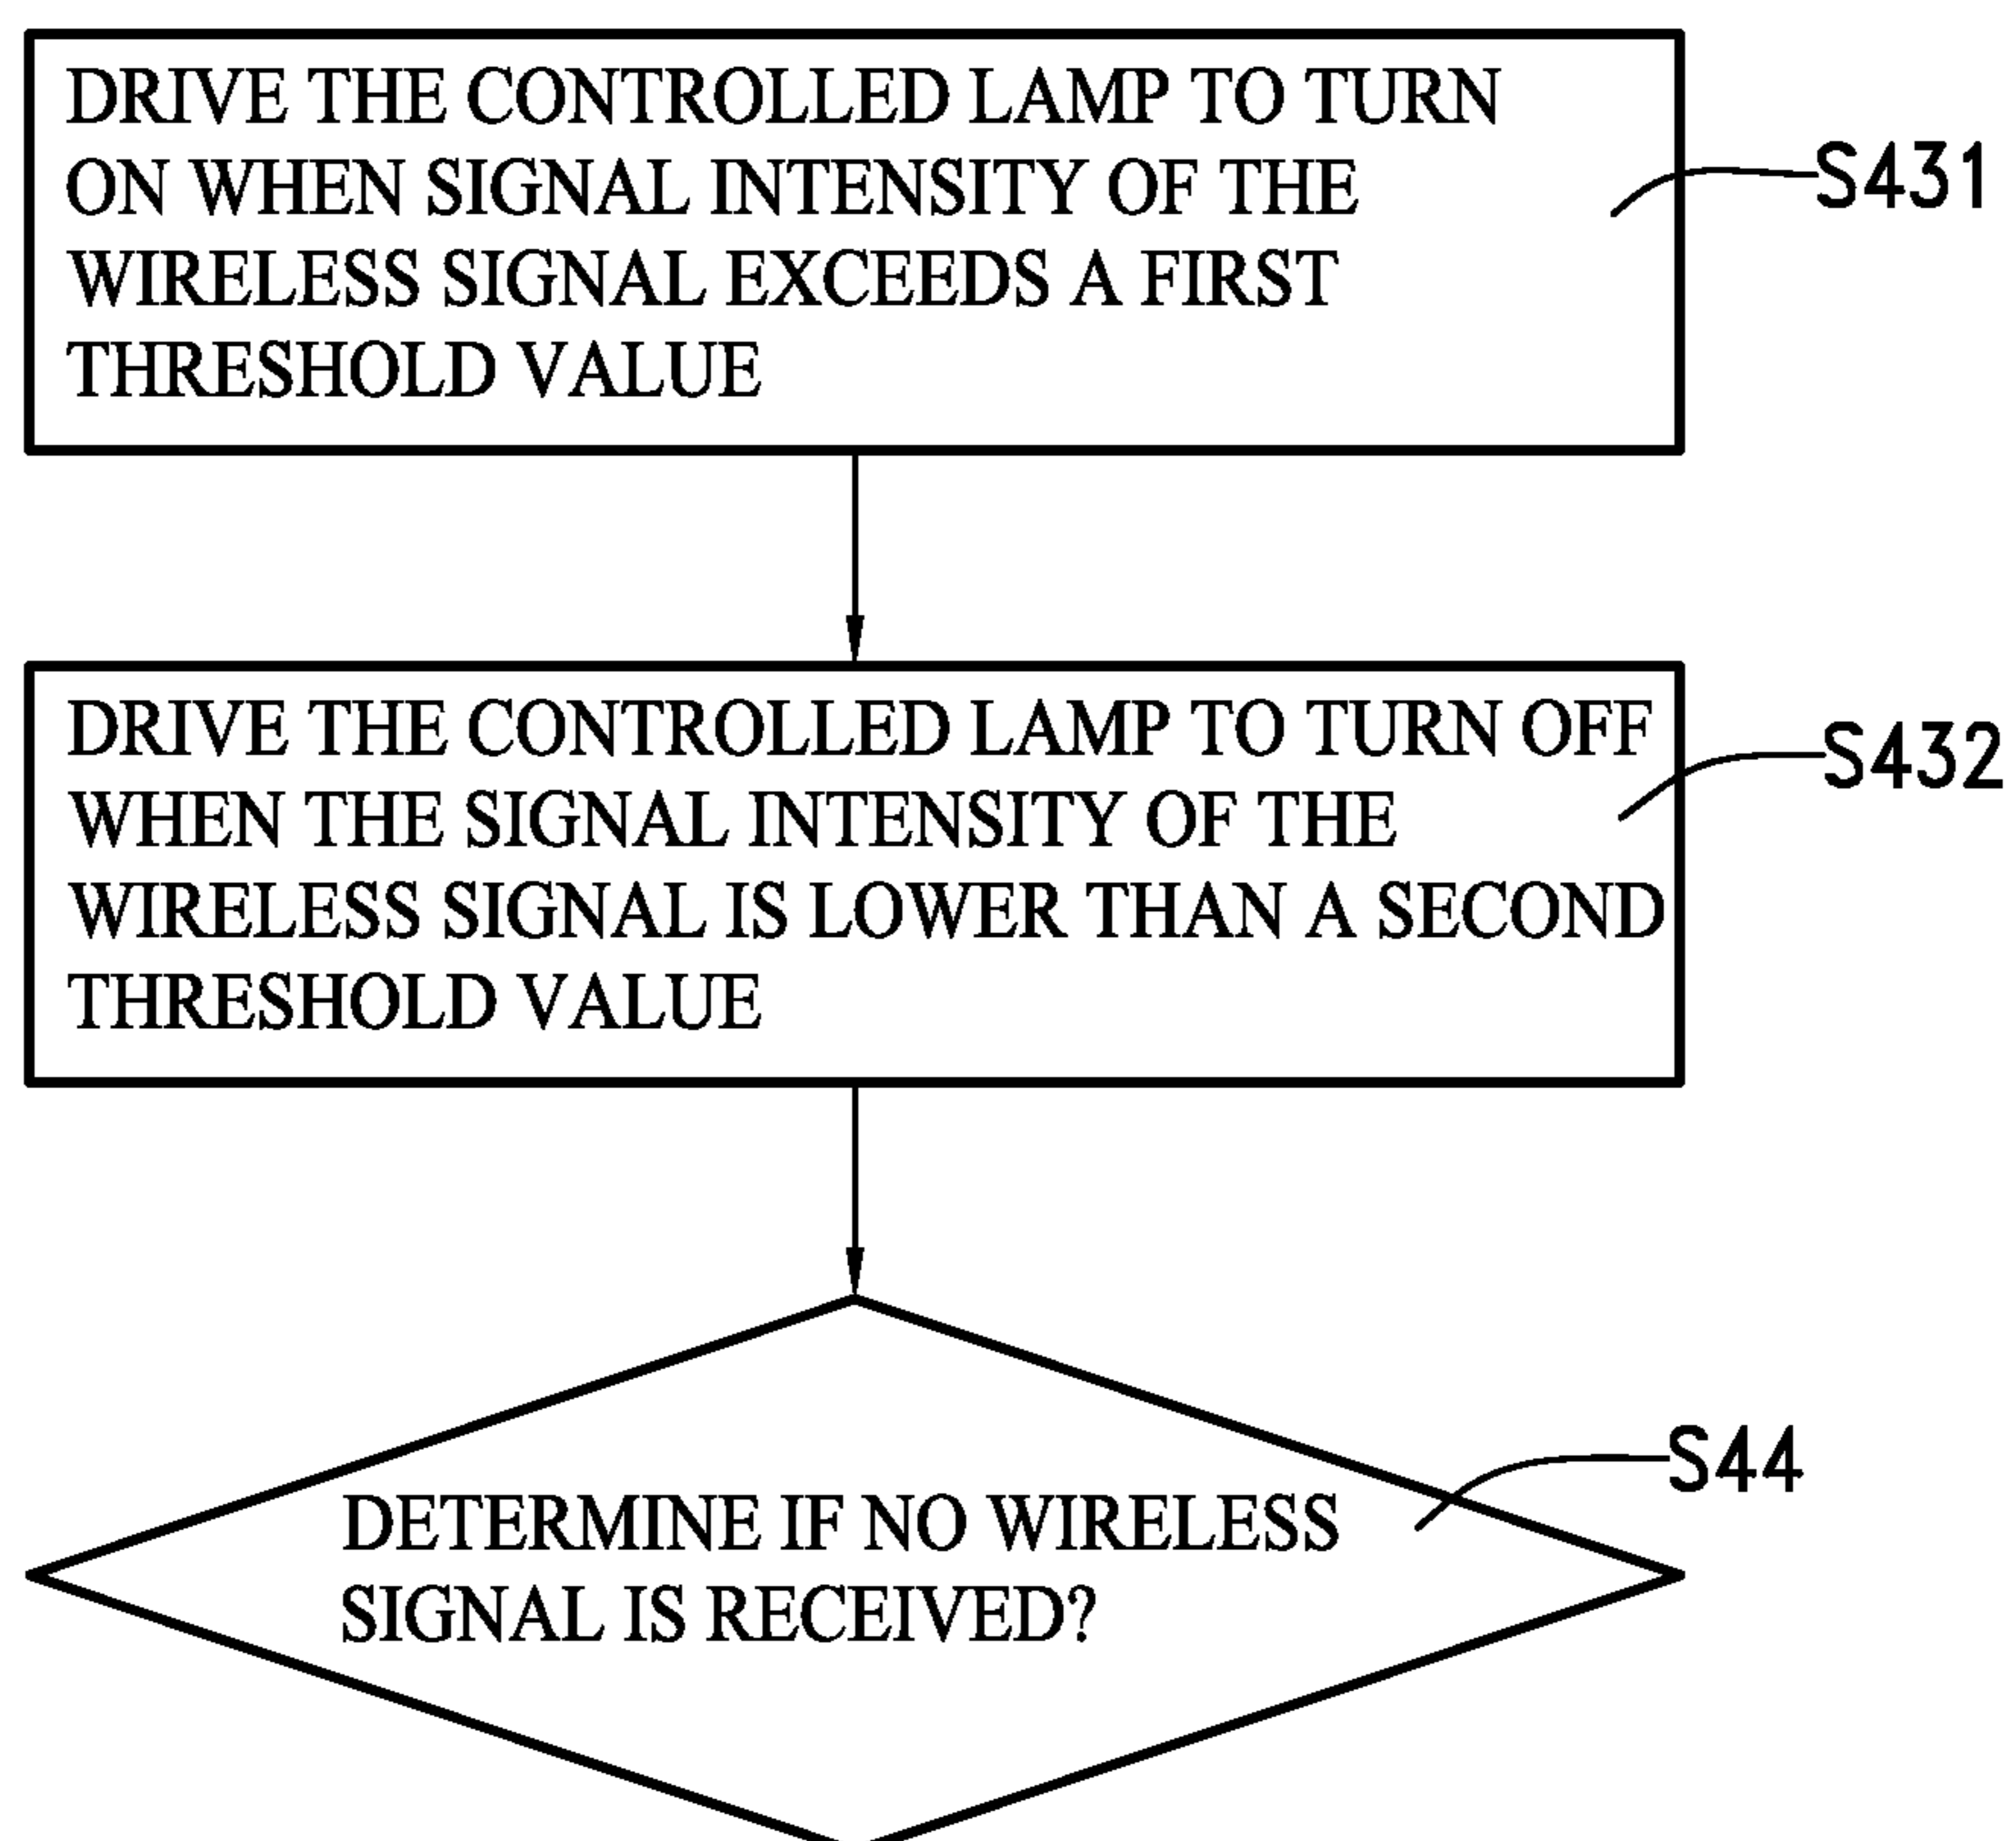 DRIVE THE CONTROLLED LAMP TO TURN
ON WHEN SIGNAL INTENSITY OF THE
WIRELESS SIGNAL EXCEEDS A FIRST
THRESHOLD VALUE
S431
DRIVE THE CONTROLLED LAMP TO TURN OFF
WHEN THE SIGNAL INTENSITY OF THE
WIRELESS SIGNAL IS LOWER THAN A SECOND
THRESHOLD VALUE
S432
DETERMINE IF NO WIRELESS
SIGNAL IS RECEIVED?
S44